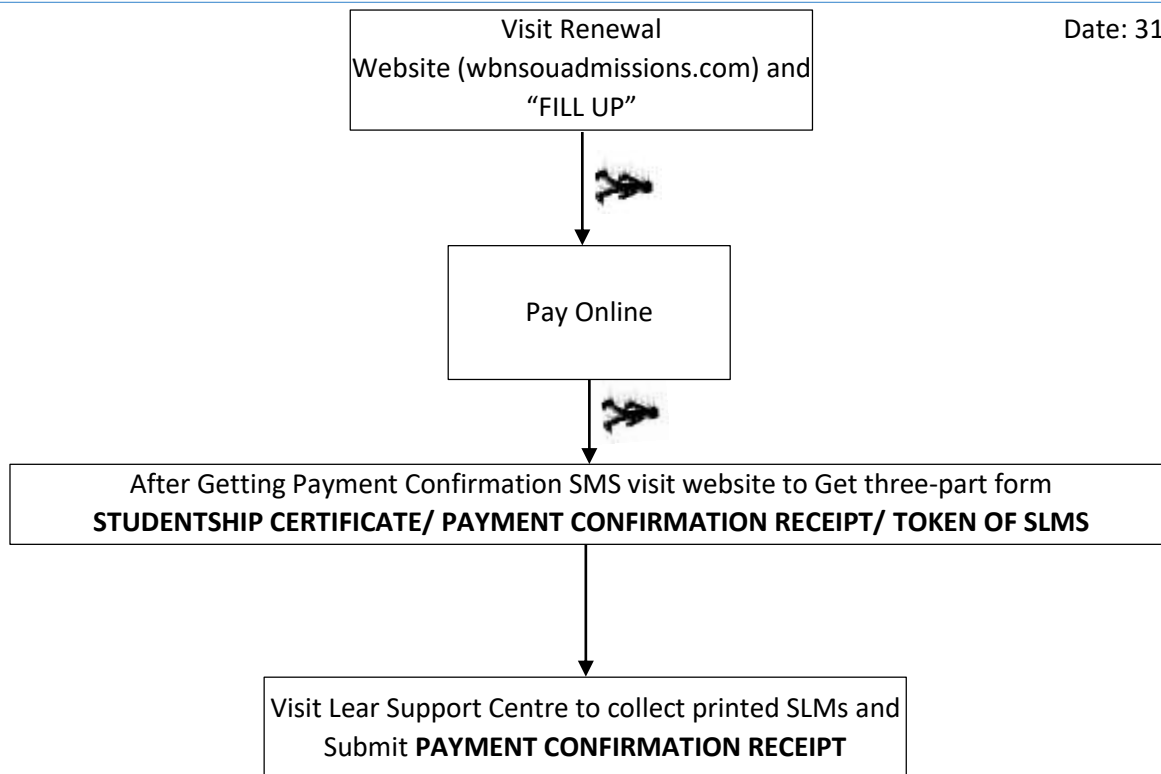 Date: 31
Visit Renewal
Website (wbnsouadmissions.com) and
“FILL UP”
Pay Online
After Getting Payment Confirmation SMS visit website to Get three-part form
STUDENTSHIP CERTIFICATE/ PAYMENT CONFIRMATION RECEIPT/ TOKEN OF SLMS
Visit Lear Support Centre to collect printed SLMs and
Submit PAYMENT CONFIRMATION RECEIPT